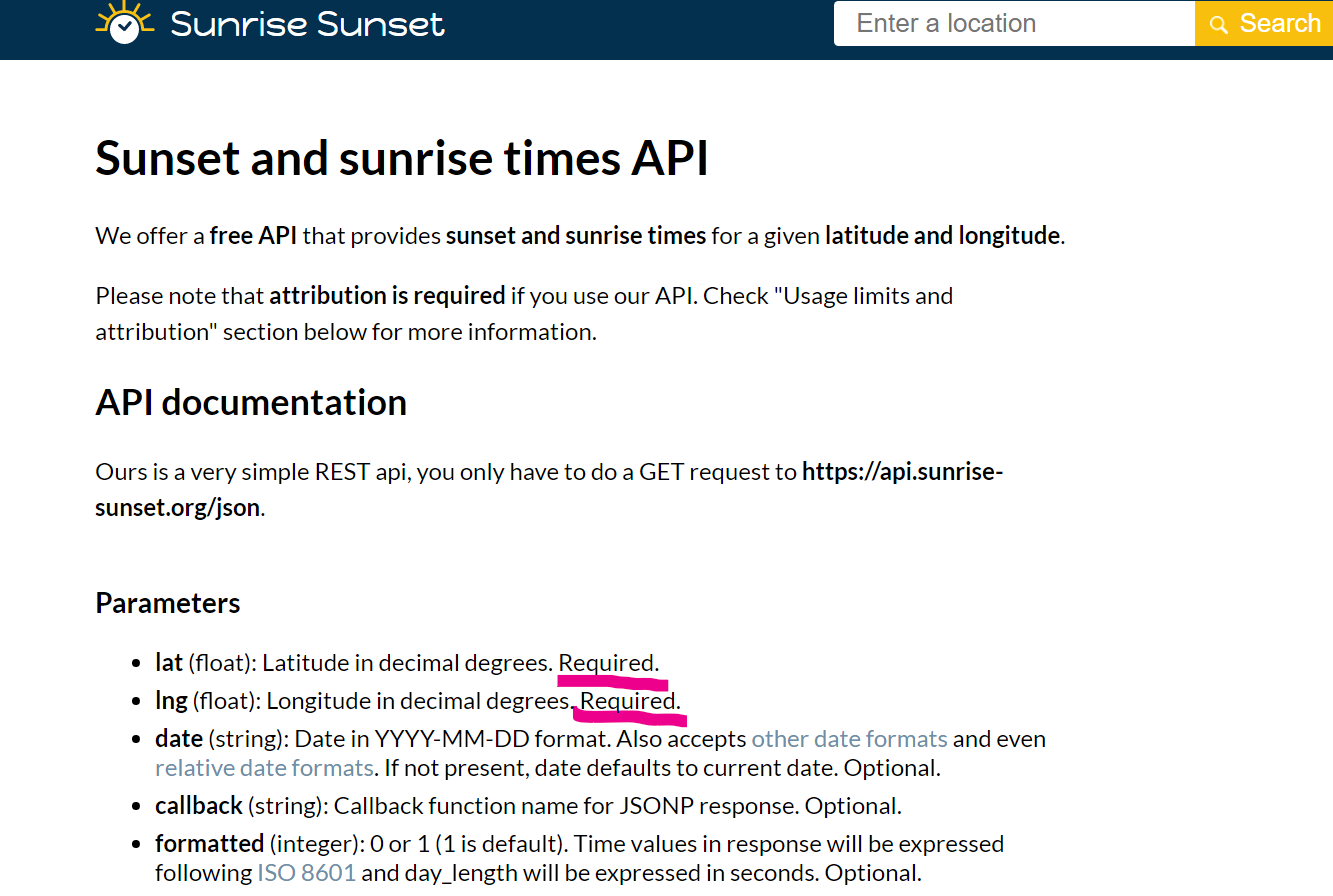 Sunrise Sunset
Enter a location
Search
Sunset and sunrise times API
We offer a free API that provides sunset and sunrise times for a given latitude and longitude.
Please note that attribution is required if you use our API. Check "Usage limits and
attribution" section below for more information.
API documentation
Ours is a very simple REST api, you only have to do a GET request to https://api.sunrise-
sunset.org/json.
Parameters
• lat (float): Latitude in decimal degrees. Required.
• lng (float): Longitude in decimal degrees. Required.
• date (string): Date in YYYY-MM-DD format. Also accepts other date formats and even
relative date formats. If not present, date defaults to current date. Optional.
• callback (string): Callback function name for JSONP response. Optional.
• formatted (integer): 0 or 1 (1 is default). Time values in response will be expressed
following ISO 8601 and day_length will be expressed in seconds. Optional.